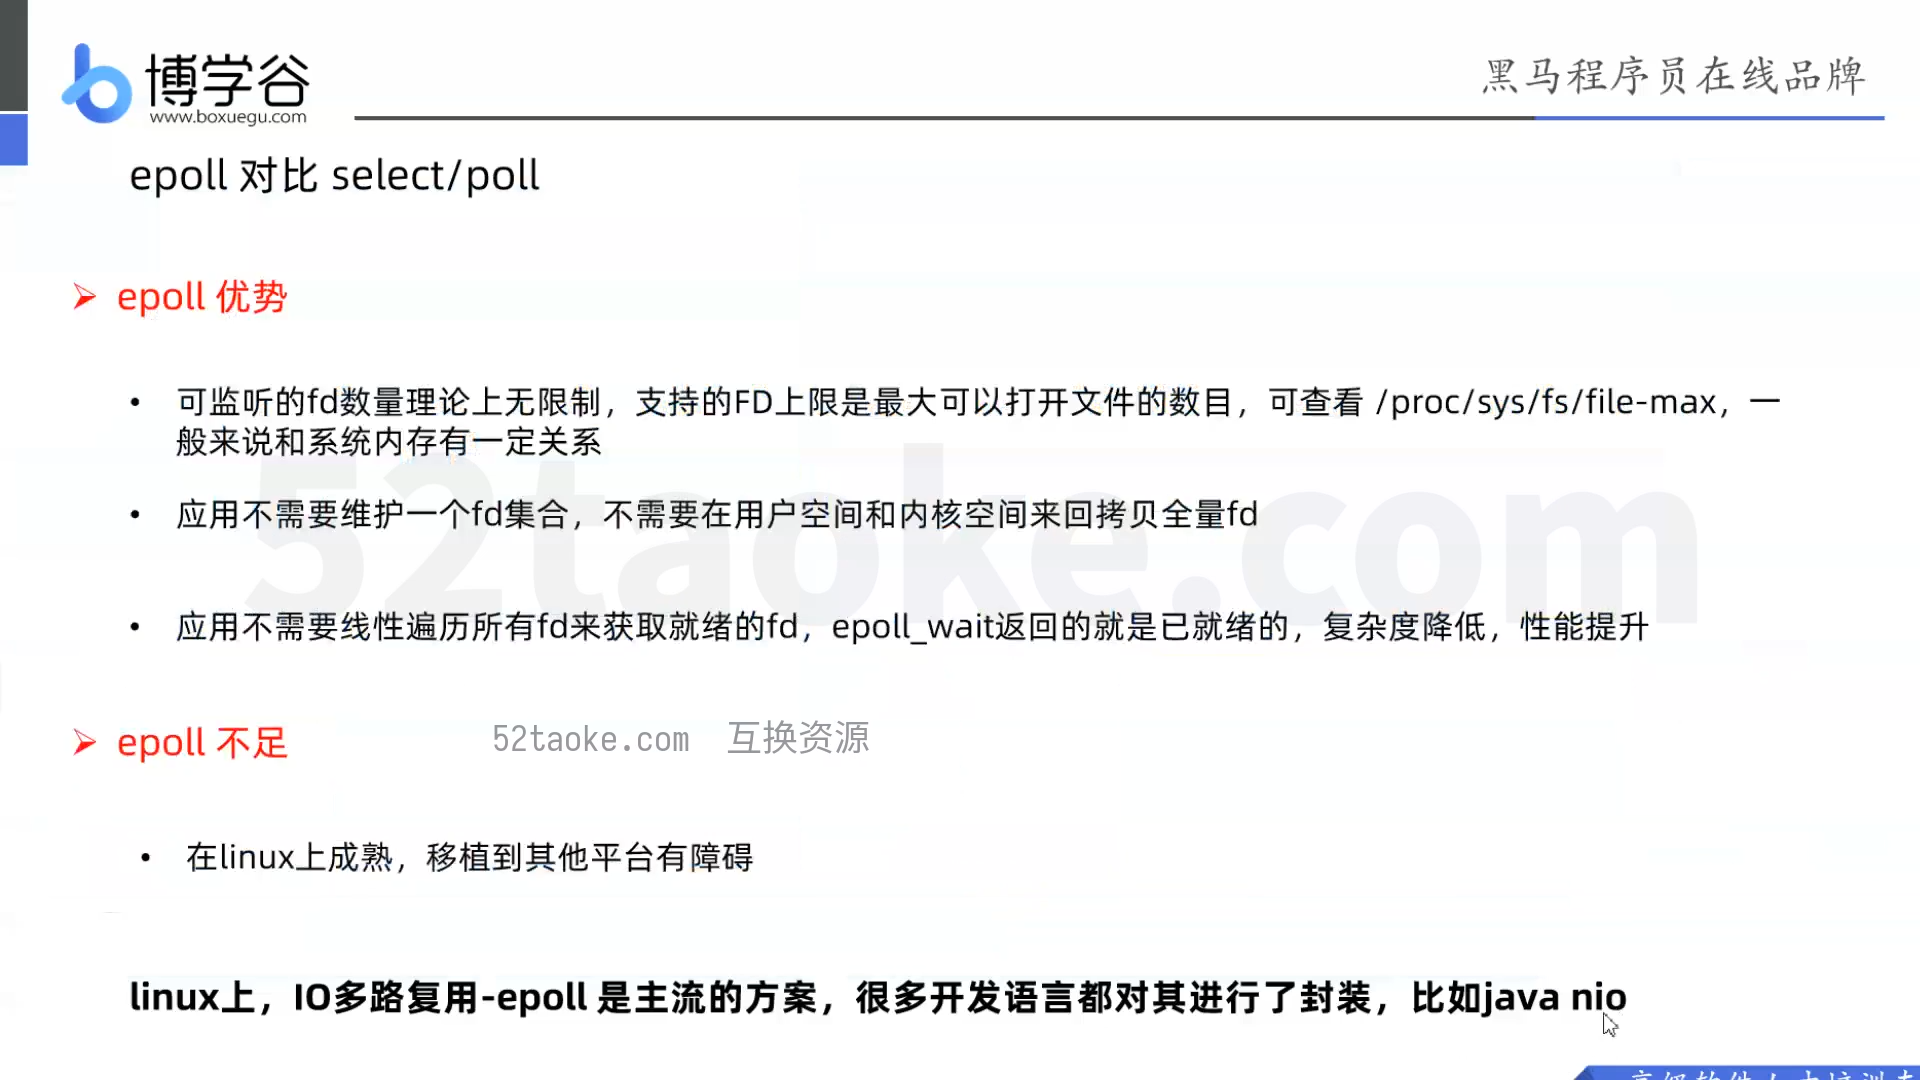 博学谷
www.boxuegu.com
黑马程序员在线品牌
epoll 对比 select/poll
➢ epoll 优势
• 可监听的fd数量理论上无限制，支持的FD上限是最大可以打开文件的数目，可查看 /proc/sys/fs/file-max，一
般来说和系统内存有一定关系
• 应用不需要维护一个fd集合，不需要在用户空间和内核空间来回拷贝全量fd
52taoke.com
• 应用不需要线性遍历所有fd来获取就绪的fd，epoll_wait返回的就是已就绪的，复杂度降低，性能提升
➢ epoll 不足
52taoke.com 互换资源
• 在linux上成熟，移植到其他平台有障碍
linux上，IO多路复用-epoll 是主流的方案，很多开发语言都对其进行了封装，比如java nio